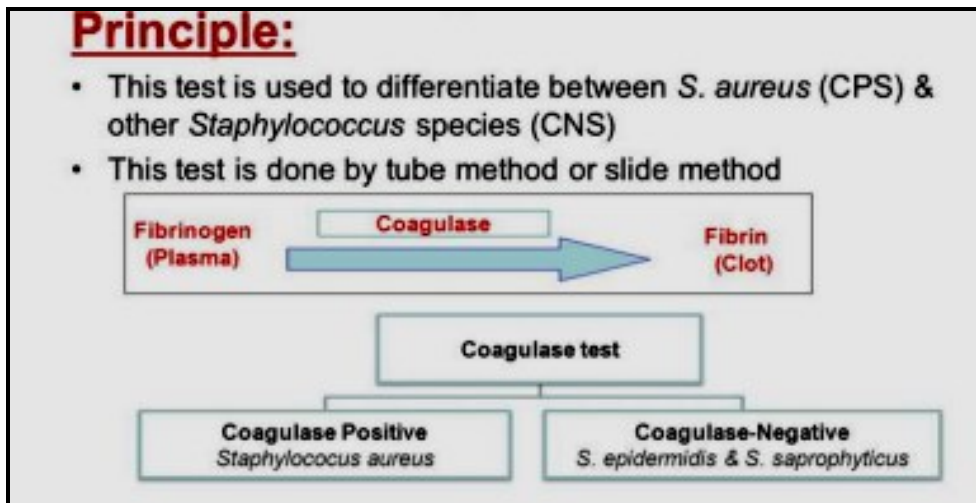 Principle:
• This test is used to differentiate between S. aureus (CPS) &
other Staphylococcus species (CNS)
• This test is done by tube method or slide method
Coagulase
Fibrinogen
(Plasma)
Fibrin
(Clot)
Coagulase test
Coagulase Positive
Staphylococus aureus
Coagulase-Negative
S. epidermidis & S. saprophyticus